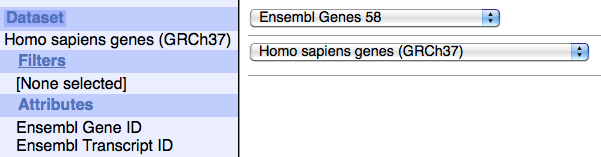 Dataset
Homo sapiens genes (GRCh37)
Filters
[None selected]
Attributes
Ensembl Gene ID
Ensembl Transcript ID
Ensembl Genes 58
Homo sapiens genes (GRCh37)